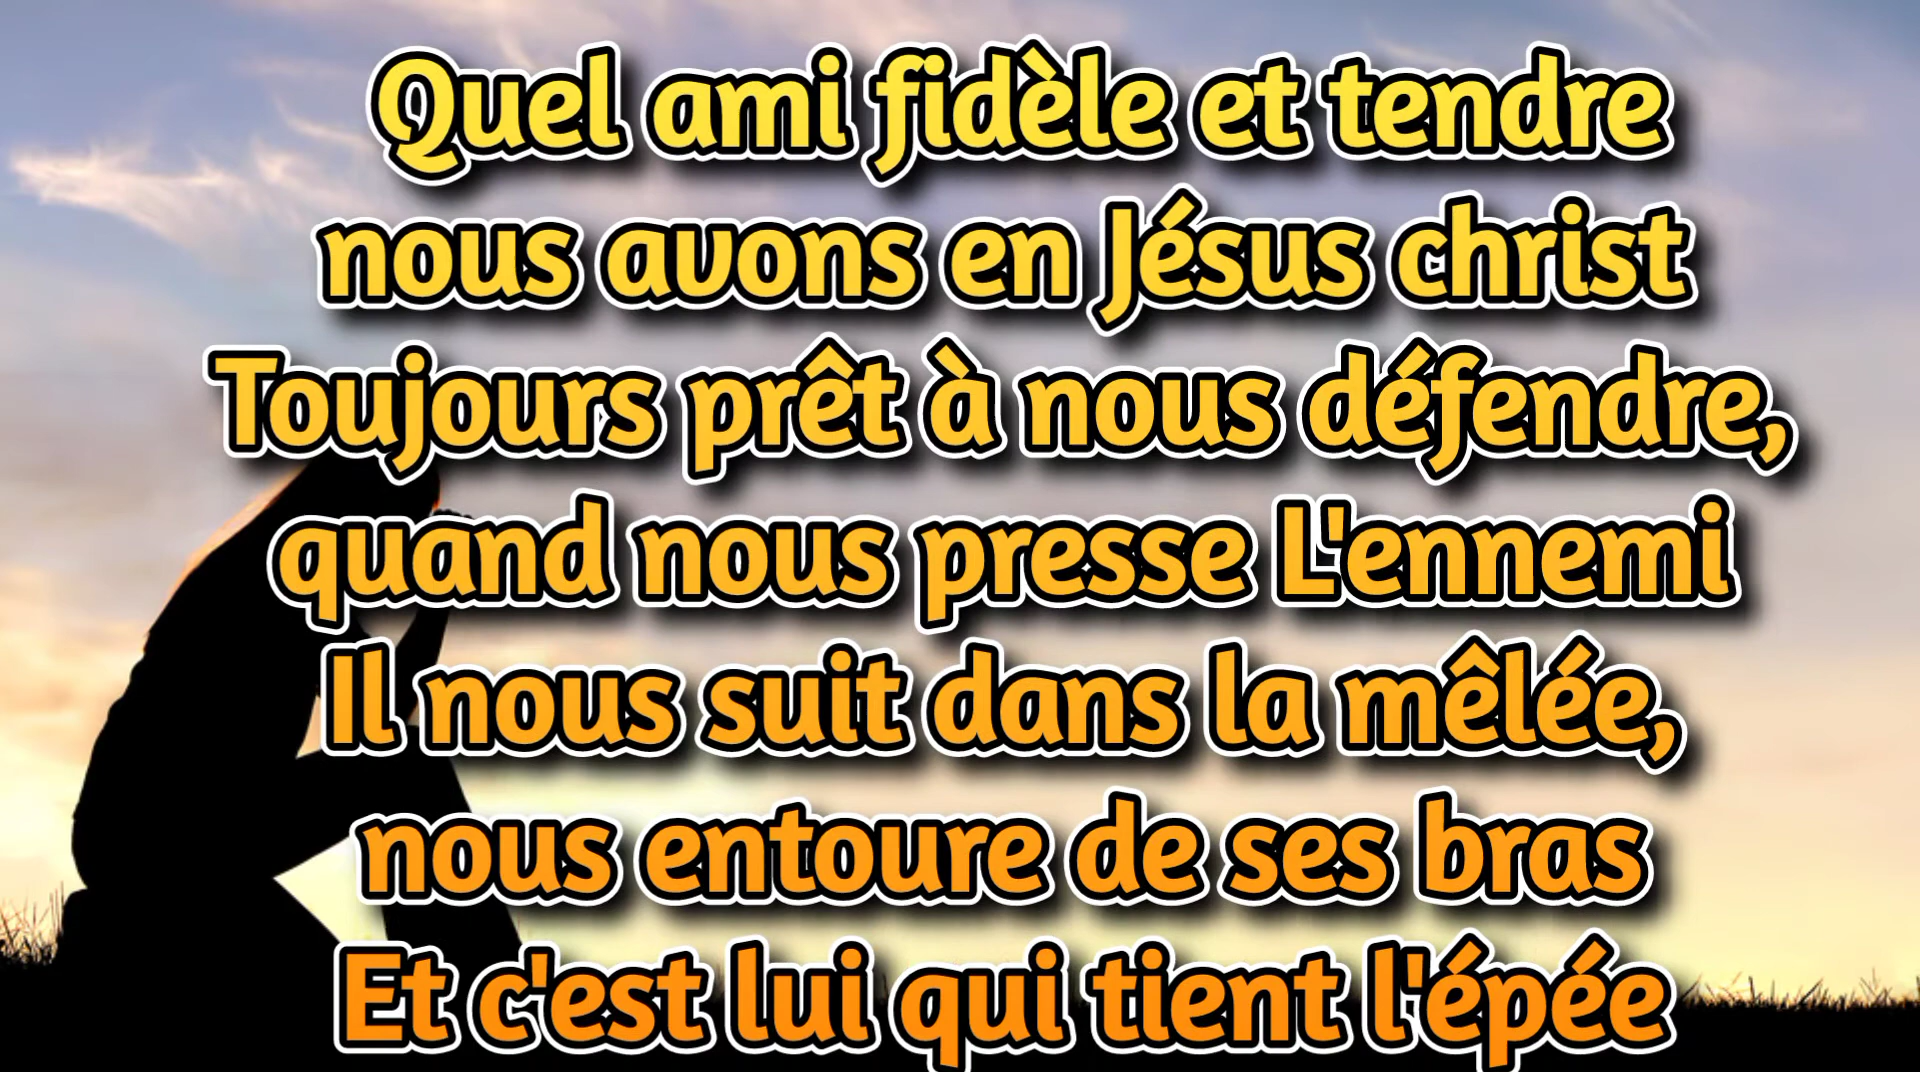 Quel ami fidèle et tendre
nous avons en Jésus christ
Toujours prêt à nous défendre,
quand nous presse L'ennemi
Il nous suit dans la mêlée,
nous entoure de ses bras
Et c'est lui qui tient l'épée